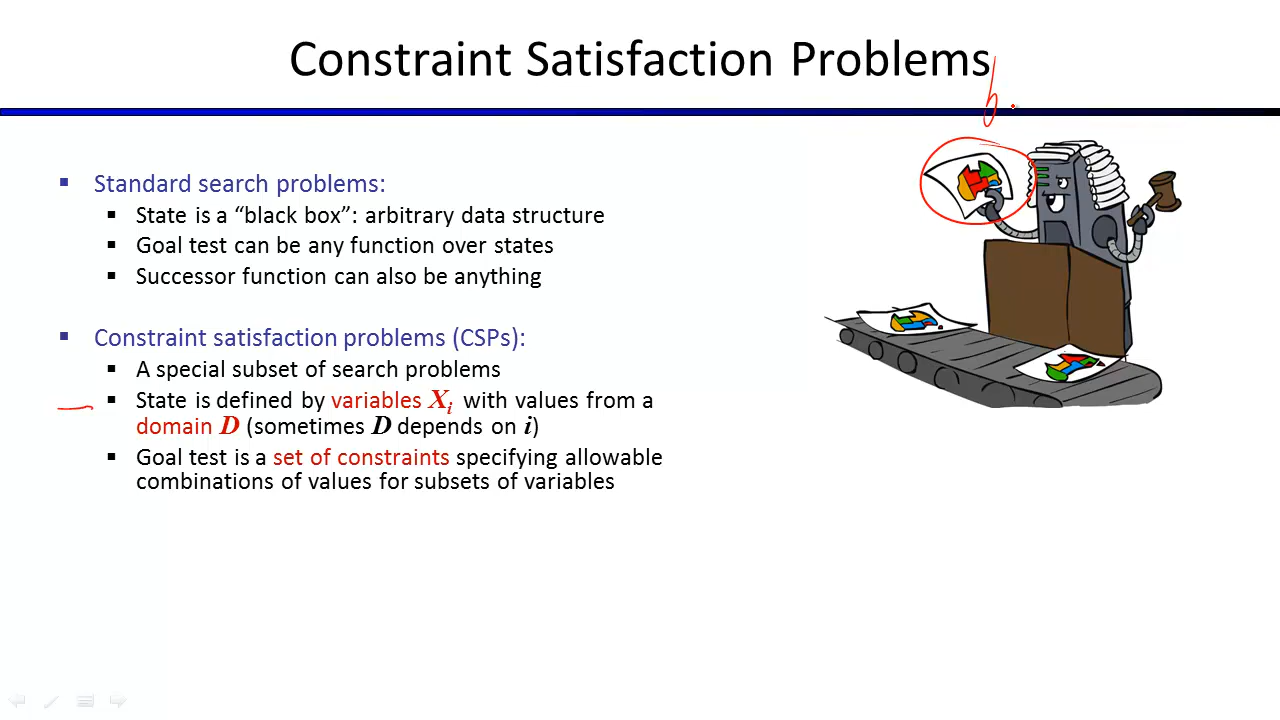 Constraint Satisfaction Problems
b.
Standard search problems:
State is a “black box”: arbitrary data structure
Goal test can be any function over states
Successor function can also be anything
Constraint satisfaction problems (CSPs):
A special subset of search problems
State is defined by variables Xi with values from a
domain D (sometimes D depends on i)
Goal test is a set of constraints specifying allowable
combinations of values for subsets of variables